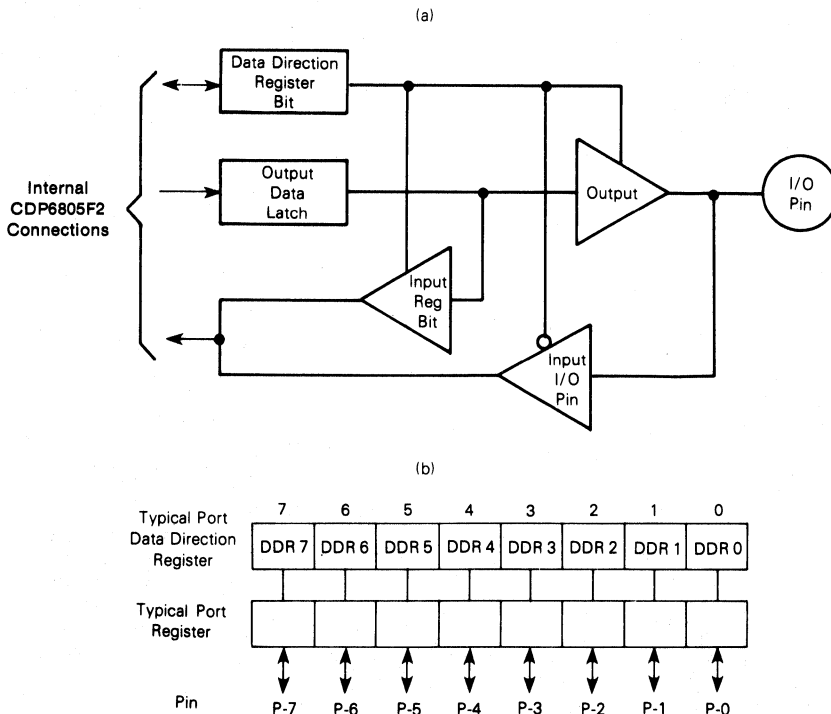 (a)
Data Direction
Register
Bit
Internal
CDP6805F2
Connections
Output
Data
Latch
Output
I/O
Pin
Input
Reg
Bit
Input
I/O
Pin
(b)
7 6 5 4 3 2 1 0
Typical Port
Data Direction
Register
DDR 7 DDR 6 DDR 5 DDR 4 DDR 3 DDR 2 DDR 1 DDR 0
Typical Port
Register
Pin P-7 P-6 P-5 P-4 P-3 P-2 P-1 P-0